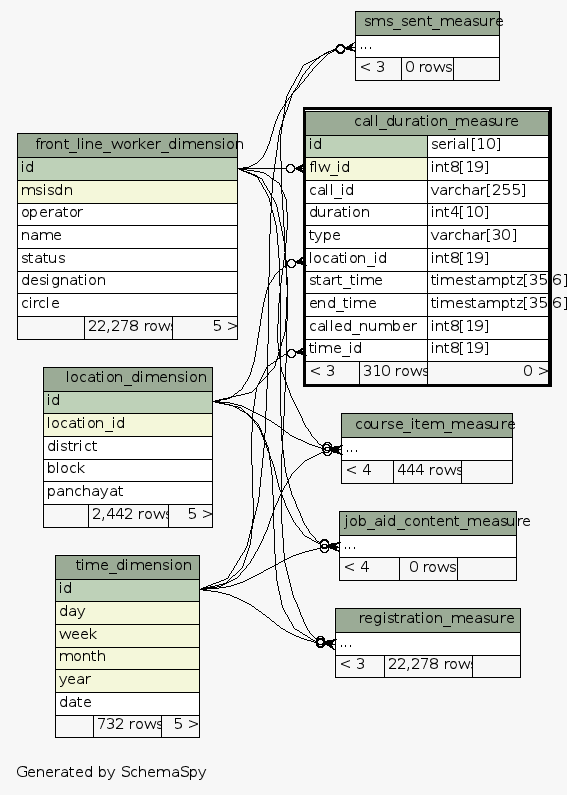 sms_sent_measure
...
< 3 0 rows
call_duration_measure
id serial[10]
flw_id int8[19]
call_id varchar[255]
duration int4[10]
type varchar[30]
location_id int8[19]
start_time timestamptz[35,6]
end_time timestamptz[35,6]
called_number int8[19]
time_id int8[19]
< 3 310 rows 0 >
front_line_worker_dimension
id
msisdn
operator
name
status
designation
circle
22,278 rows 5 >
location_dimension
id
location_id
district
block
panchayat
2,442 rows 5 >
course_item_measure
...
< 4 444 rows
job_aid_content_measure
...
< 4 0 rows
time_dimension
id
day
week
month
year
date
732 rows 5 >
registration_measure
...
< 3 22,278 rows
Generated by SchemaSpy